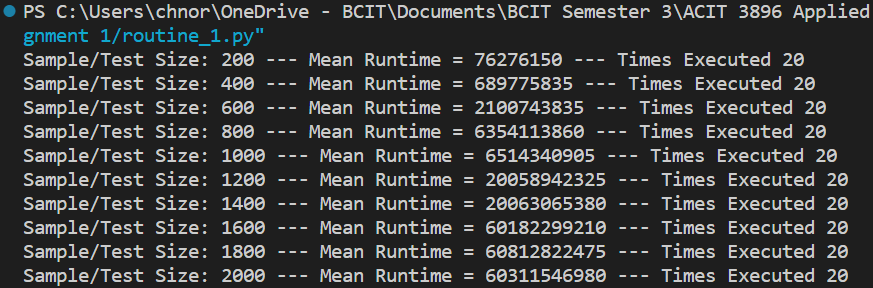 PS C:\Users\chnor\OneDrive - BCIT\Documents\BCIT Semester 3\ACIT 3896 Applied
gnment 1/routine_1.py"
Sample/Test Size: 200 --- Mean Runtime = 76276150 --- Times Executed 20
Sample/Test Size: 400 --- Mean Runtime = 689775835 --- Times Executed 20
Sample/Test Size: 600 --- Mean Runtime = 2100743835 --- Times Executed 20
Sample/Test Size: 800 --- Mean Runtime = 6354113860 --- Times Executed 20
Sample/Test Size: 1000 --- Mean Runtime = 6514340905 --- Times Executed 20
Sample/Test Size: 1200 --- Mean Runtime = 20058942325 --- Times Executed 20
Sample/Test Size: 1400 --- Mean Runtime = 20063065380 --- Times Executed 20
Sample/Test Size: 1600 --- Mean Runtime = 60182299210 --- Times Executed 20
Sample/Test Size: 1800 --- Mean Runtime = 60812822475 --- Times Executed 20
Sample/Test Size: 2000 --- Mean Runtime = 60311546980 --- Times Executed 20